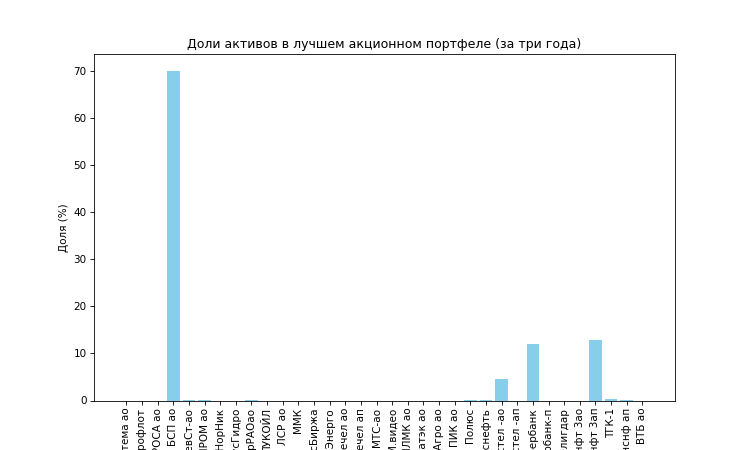 Доли активов в лучшем акционном портфеле (за три года)
Доля (%)
70
60
50
40
30
20
10
0
тема ао
рофлот
РОСА ао
БСП ао
евСт-ао
ПРОМ ао
НорНик
сГидро
рРАОао
ЛУКОЙЛ
ЛСР ао
ММК
сБиржа
Энерго
ечел ао
ечел ап
МТС-ао
М.видео
ЛМК ао
атэк ао
Агро ао
ПИК ао
Полюс
снефть
стел -ао
стел -ап
ербанк
рбанк-п
лигдар
нфт 3ао
нфт 3ап
ТГК-1
нснф ап
ВТБ ао